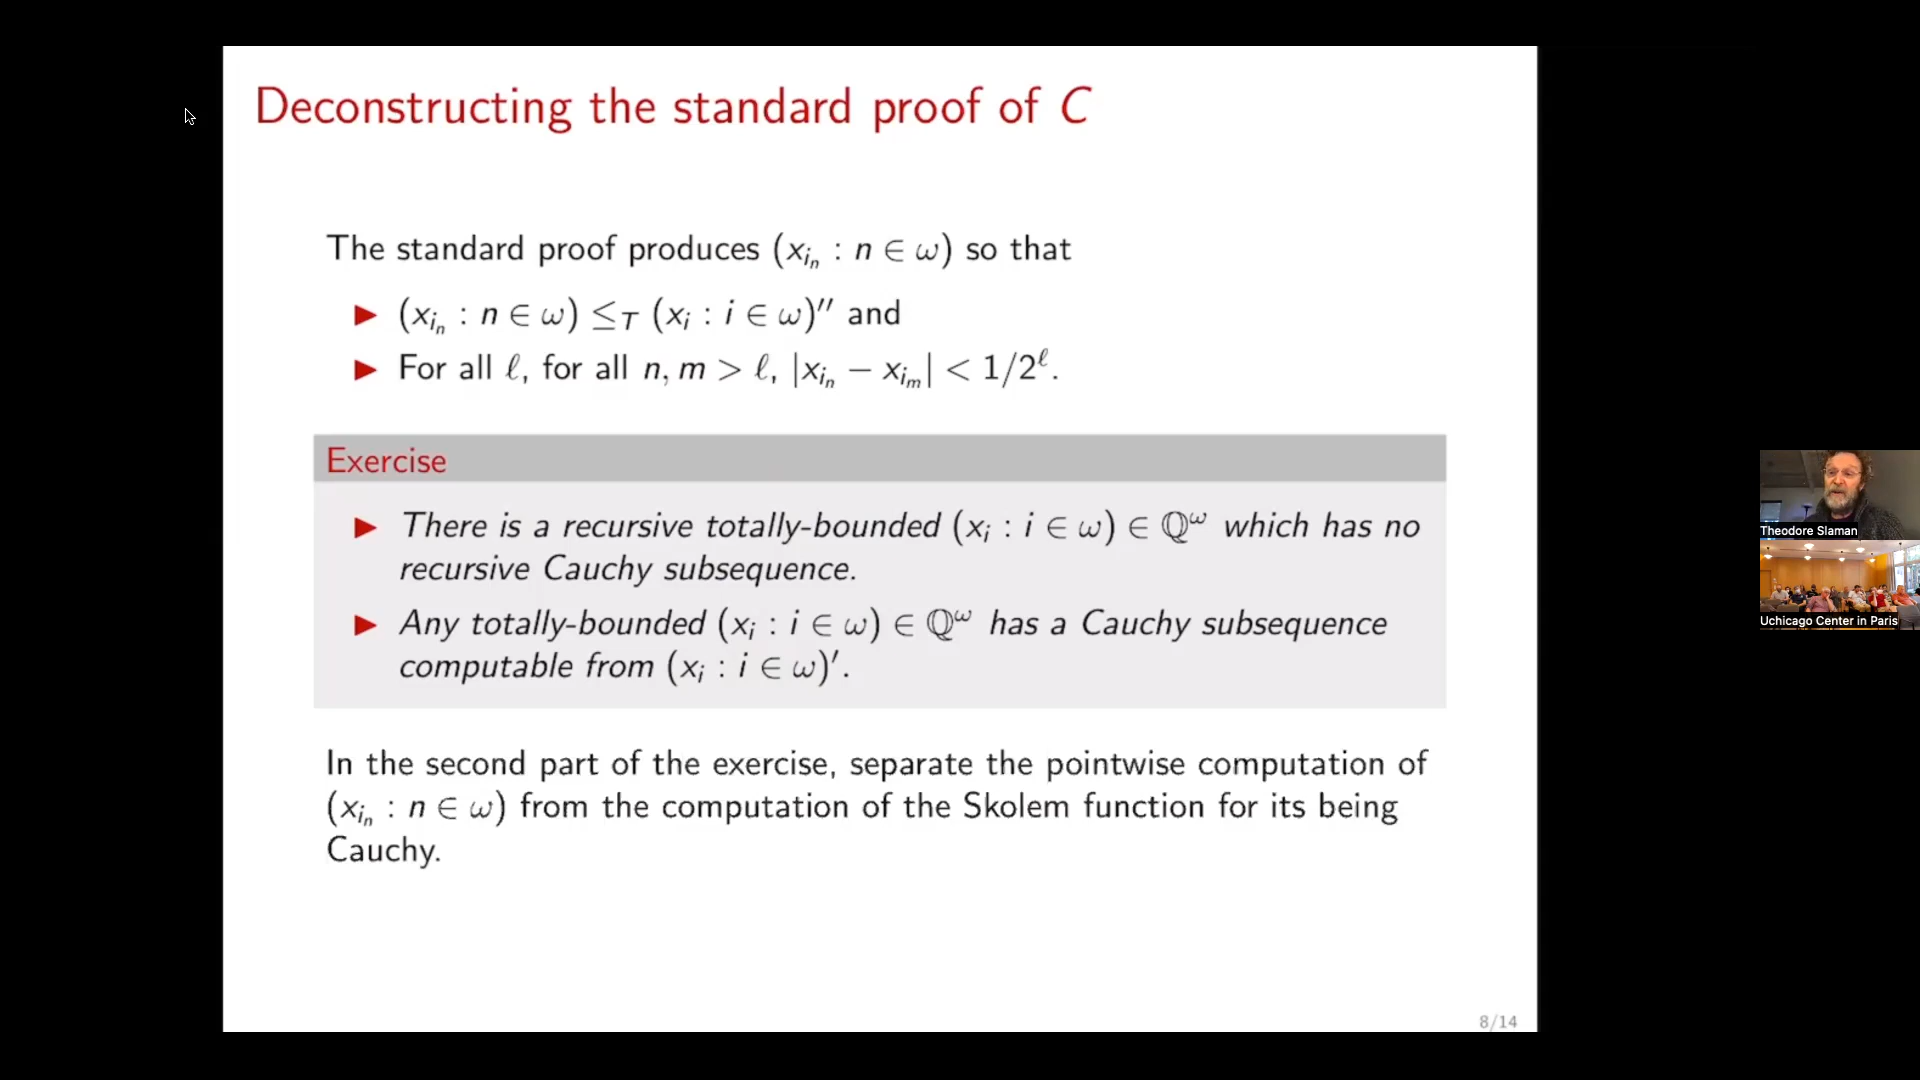 Deconstructing the standard proof of C
The standard proof produces (x_{i_n} : n ∈ ω) so that
▶ (x_{i_n} : n ∈ ω) ≤_T (x_i : i ∈ ω)′′ and
▶ For all ℓ, for all n, m > ℓ, |x_{i_n} − x_{i_m}| < 1/2^ℓ.
Exercise
▶ There is a recursive totally-bounded (x_i : i ∈ ω) ∈ ℚ^ω which has no
recursive Cauchy subsequence.
▶ Any totally-bounded (x_i : i ∈ ω) ∈ ℚ^ω has a Cauchy subsequence
computable from (x_i : i ∈ ω)′.
In the second part of the exercise, separate the pointwise computation of
(x_{i_n} : n ∈ ω) from the computation of the Skolem function for its being
Cauchy.
8/14
Theodore Slaman
Uchicago Center in Paris